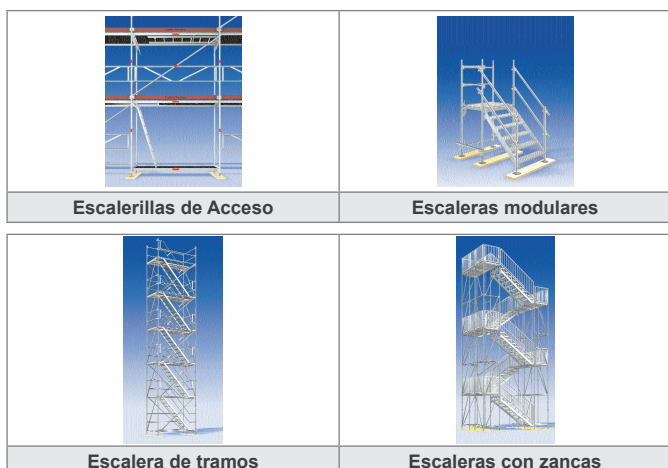 Escalerillas de Acceso
Escaleras modulares
Escalera de tramos
Escaleras con zancas